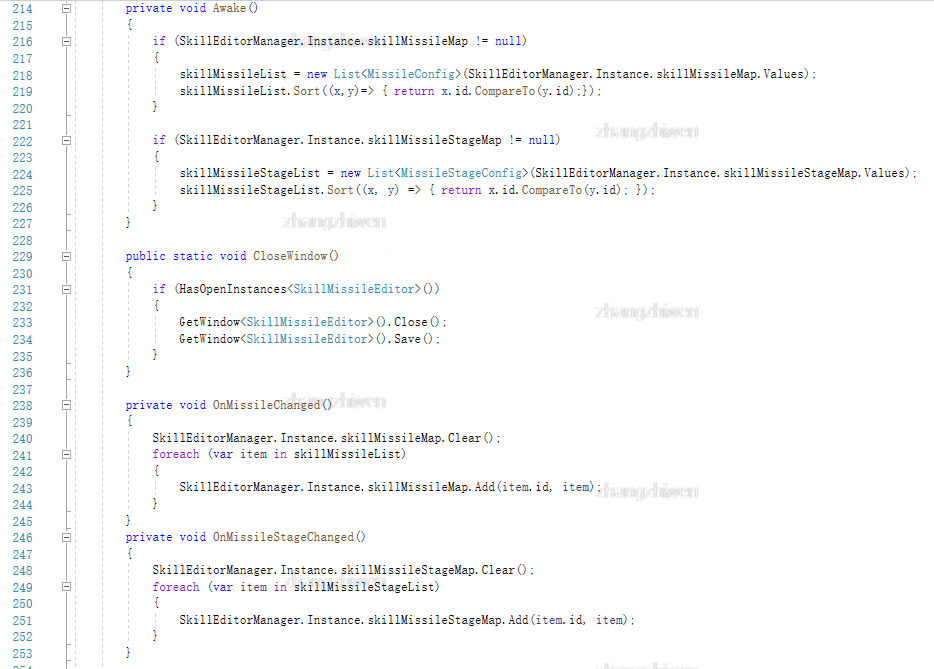 214 private void Awake()
215 {
216 if (SkillEditorManager.Instance.skillMissileMap != null)
217 {
218 skillMissileList = new List<MissileConfig>(SkillEditorManager.Instance.skillMissileMap.Values);
219 skillMissileList.Sort((x,y)=> { return x.id.CompareTo(y.id);});
220 }
221
222 if (SkillEditorManager.Instance.skillMissileStageMap != null)
223 {
224 skillMissileStageList = new List<MissileStageConfig>(SkillEditorManager.Instance.skillMissileStageMap.Values);
225 skillMissileStageList.Sort((x, y) => { return x.id.CompareTo(y.id); });
226 }
227 }
228
229 public static void CloseWindow()
230 {
231 if (HasOpenInstances<SkillMissileEditor>())
232 {
233 GetWindow<SkillMissileEditor>().Close();
234 GetWindow<SkillMissileEditor>().Save();
235 }
236 }
237
238 private void OnMissileChanged()
239 {
240 SkillEditorManager.Instance.skillMissileMap.Clear();
241 foreach (var item in skillMissileList)
242 {
243 SkillEditorManager.Instance.skillMissileMap.Add(item.id, item);
244 }
245 }
246 private void OnMissileStageChanged()
247 {
248 SkillEditorManager.Instance.skillMissileStageMap.Clear();
249 foreach (var item in skillMissileStageList)
250 {
251 SkillEditorManager.Instance.skillMissileStageMap.Add(item.id, item);
252 }
253 }